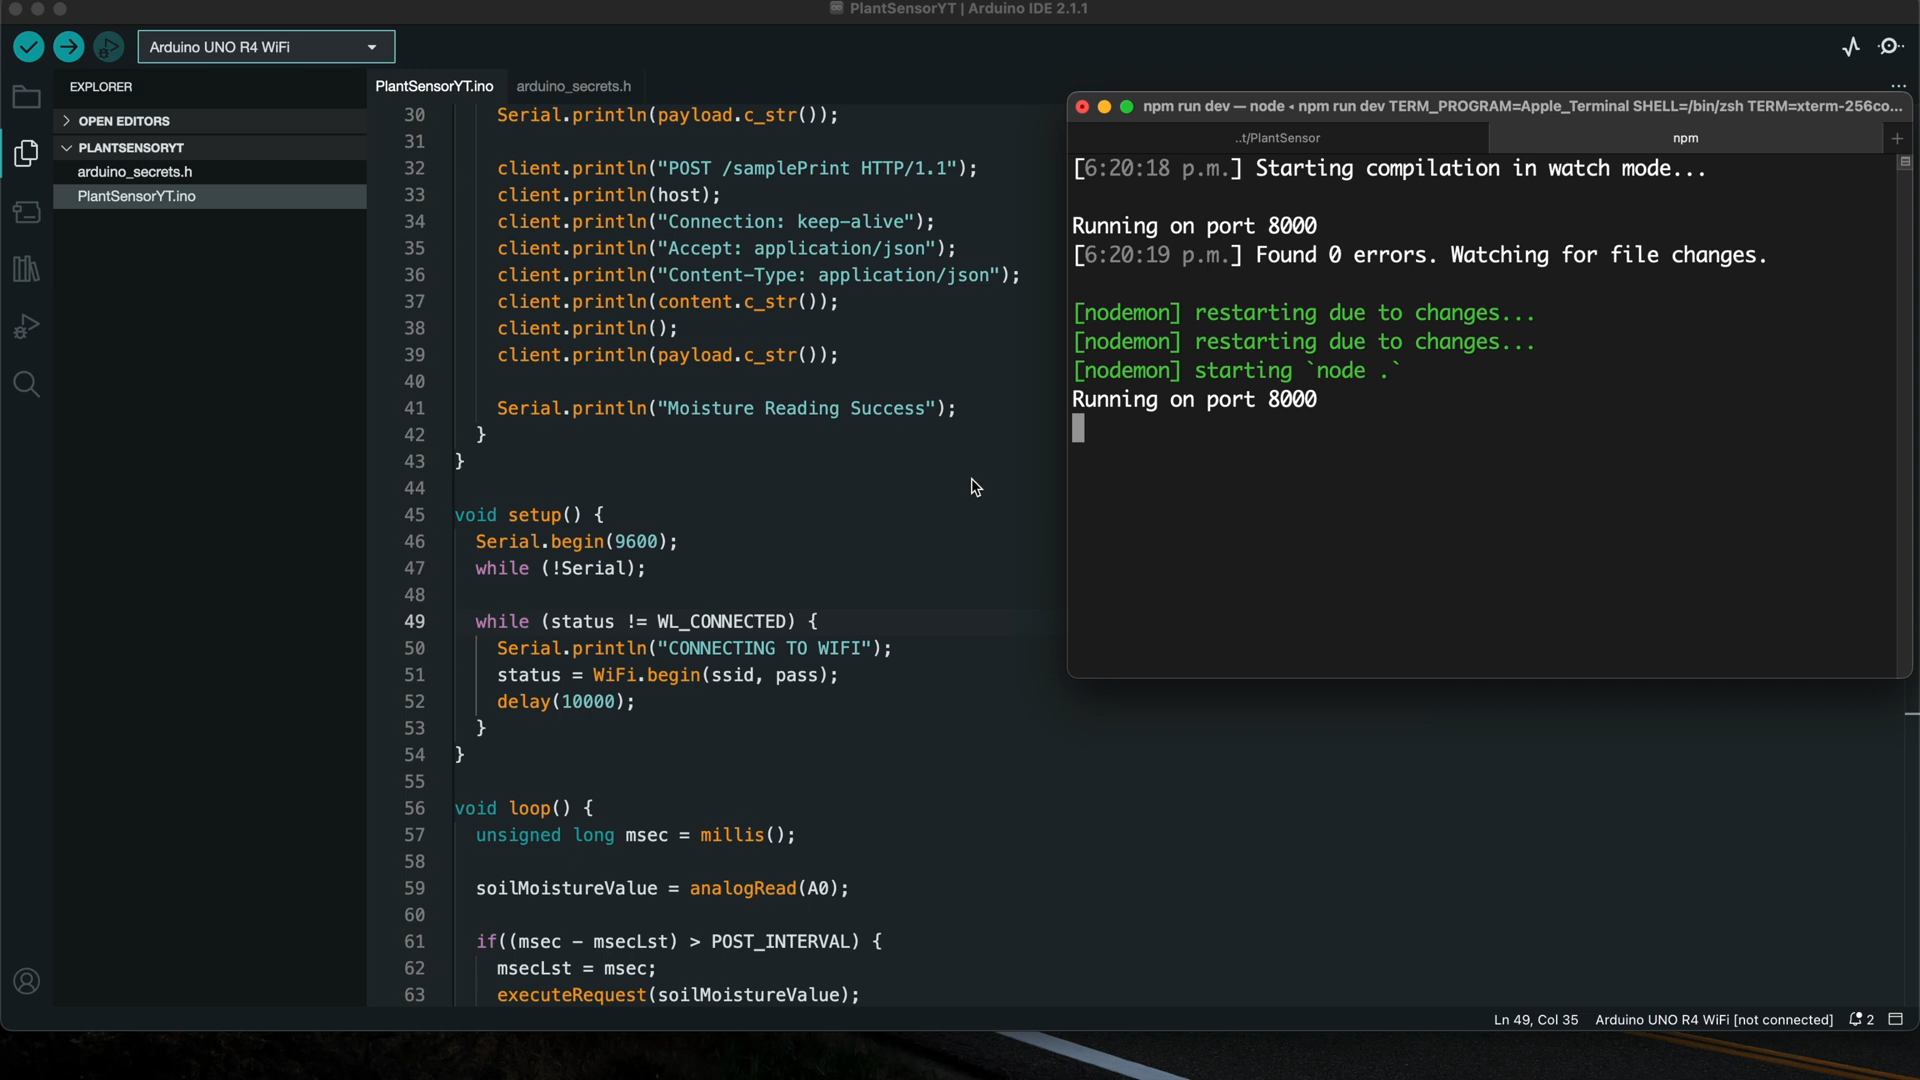 PlantSensorYT | Arduino IDE 2.1.1
Arduino UNO R4 WiFi
EXPLORER
OPEN EDITORS
PLANTSENSORYT
arduino_secrets.h
PlantSensorYT.ino
PlantSensorYT.ino
arduino_secrets.h
30 Serial.println(payload.c_str());
31
32 client.println("POST /samplePrint HTTP/1.1");
33 client.println(host);
34 client.println("Connection: keep-alive");
35 client.println("Accept: application/json");
36 client.println("Content-Type: application/json");
37 client.println(content.c_str());
38 client.println();
39 client.println(payload.c_str());
40
41 Serial.println("Moisture Reading Success");
42 }
43 }
44
45 void setup() {
46 Serial.begin(9600);
47 while (!Serial);
48
49 while (status != WL_CONNECTED) {
50 Serial.println("CONNECTING TO WIFI");
51 status = WiFi.begin(ssid, pass);
52 delay(10000);
53 }
54 }
55
56 void loop() {
57 unsigned long msec = millis();
58
59 soilMoistureValue = analogRead(A0);
60
61 if((msec - msecLst) > POST_INTERVAL) {
62 msecLst = msec;
63 executeRequest(soilMoistureValue);
npm run dev — node ◂ npm run dev TERM_PROGRAM=Apple_Terminal SHELL=/bin/zsh TERM=xterm-256co...
..t/PlantSensor
npm
[6:20:18 p.m.] Starting compilation in watch mode...
Running on port 8000
[6:20:19 p.m.] Found 0 errors. Watching for file changes.
[nodemon] restarting due to changes...
[nodemon] restarting due to changes...
[nodemon] starting `node .`
Running on port 8000
Ln 49, Col 35
Arduino UNO R4 WiFi [not connected]
2